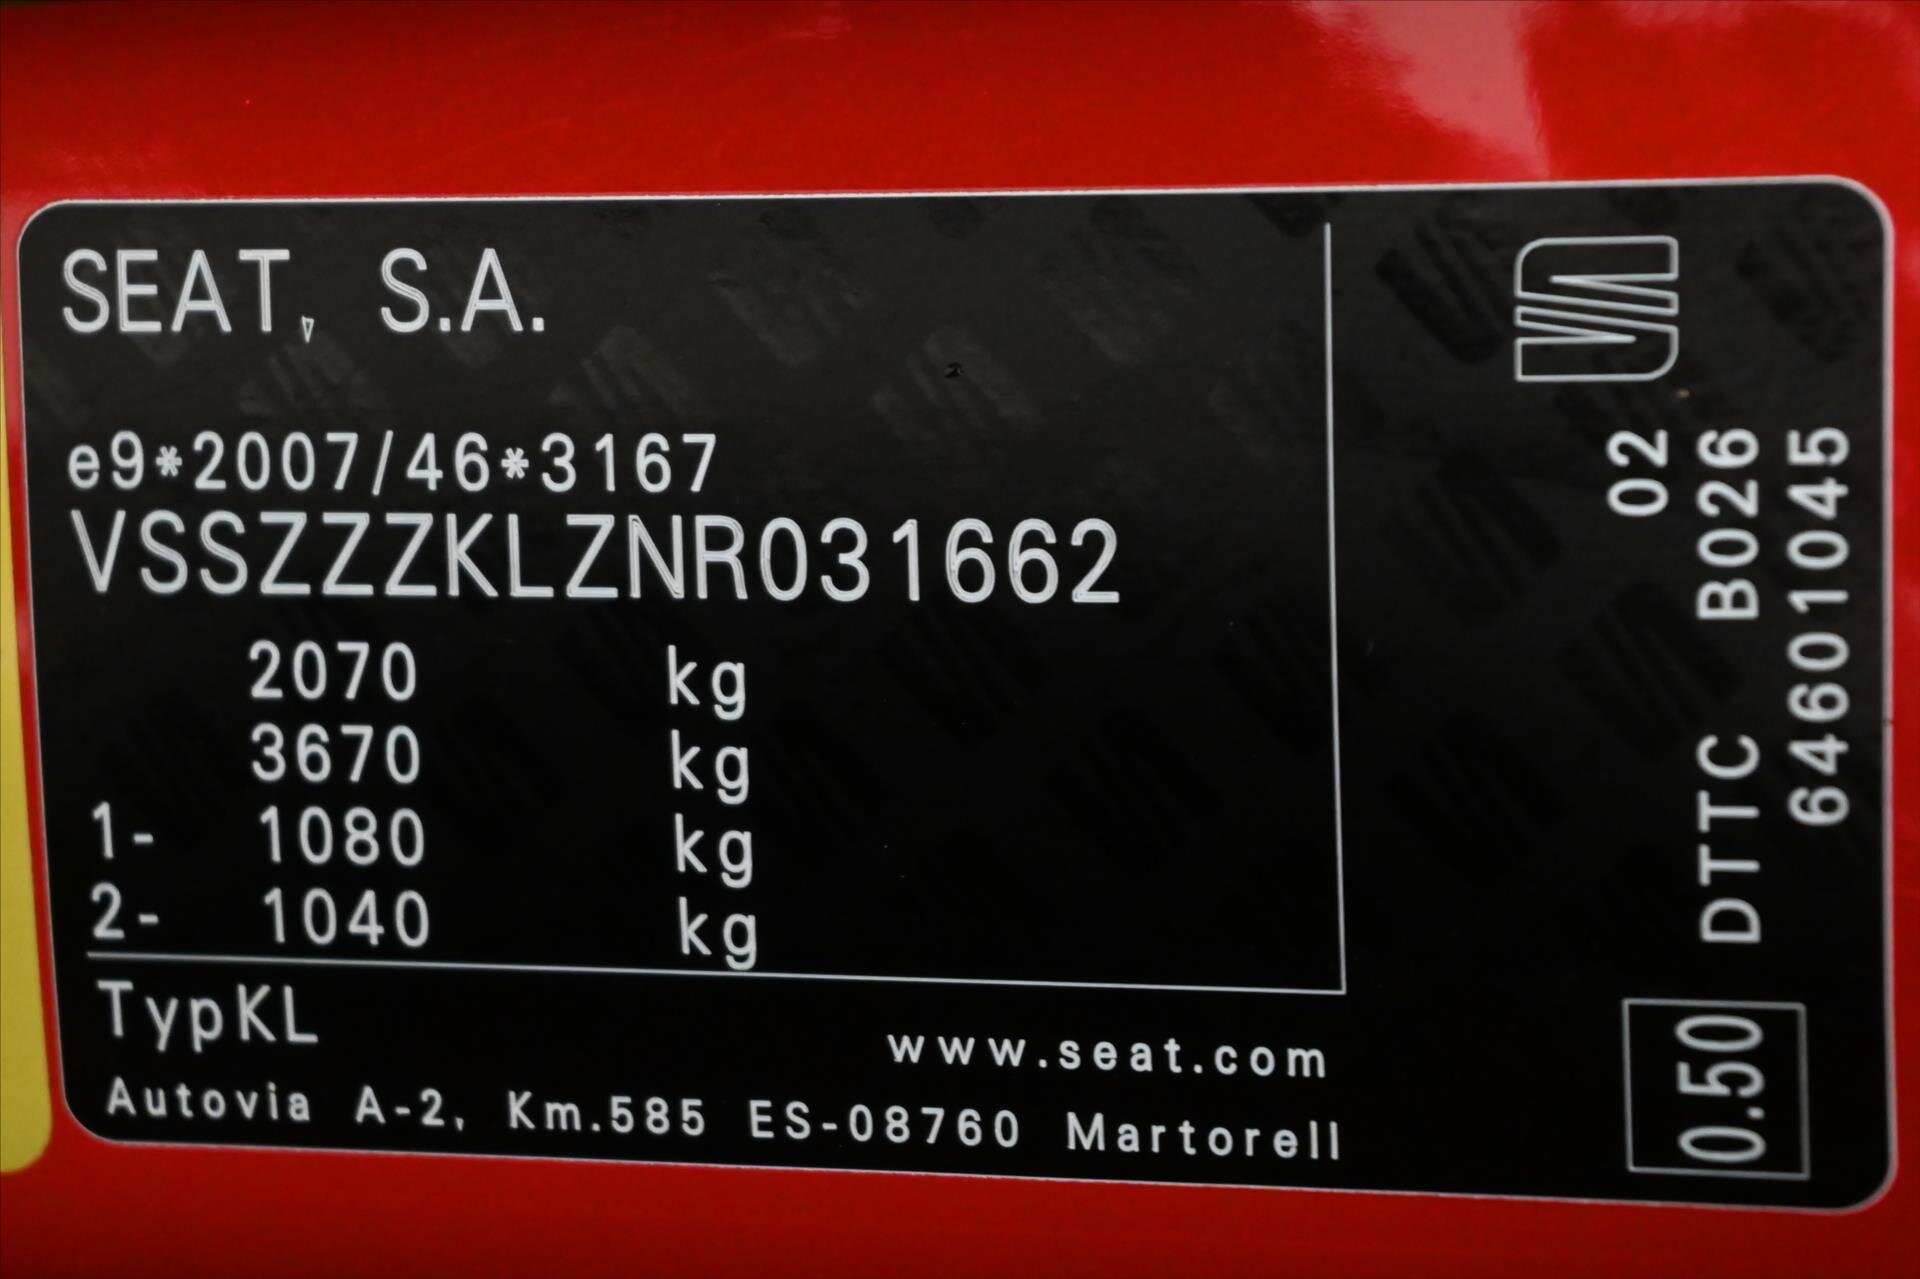 SEAT, S.A.
e9*2007/46*3167
VSSZZZKLZNR031662
2070 kg
3670 kg
1- 1080 kg
2- 1040 kg
TypKL
www.seat.com
Autovia A-2, Km.585 ES-08760 Martorell
02
DTTC B026
64601045
0.50